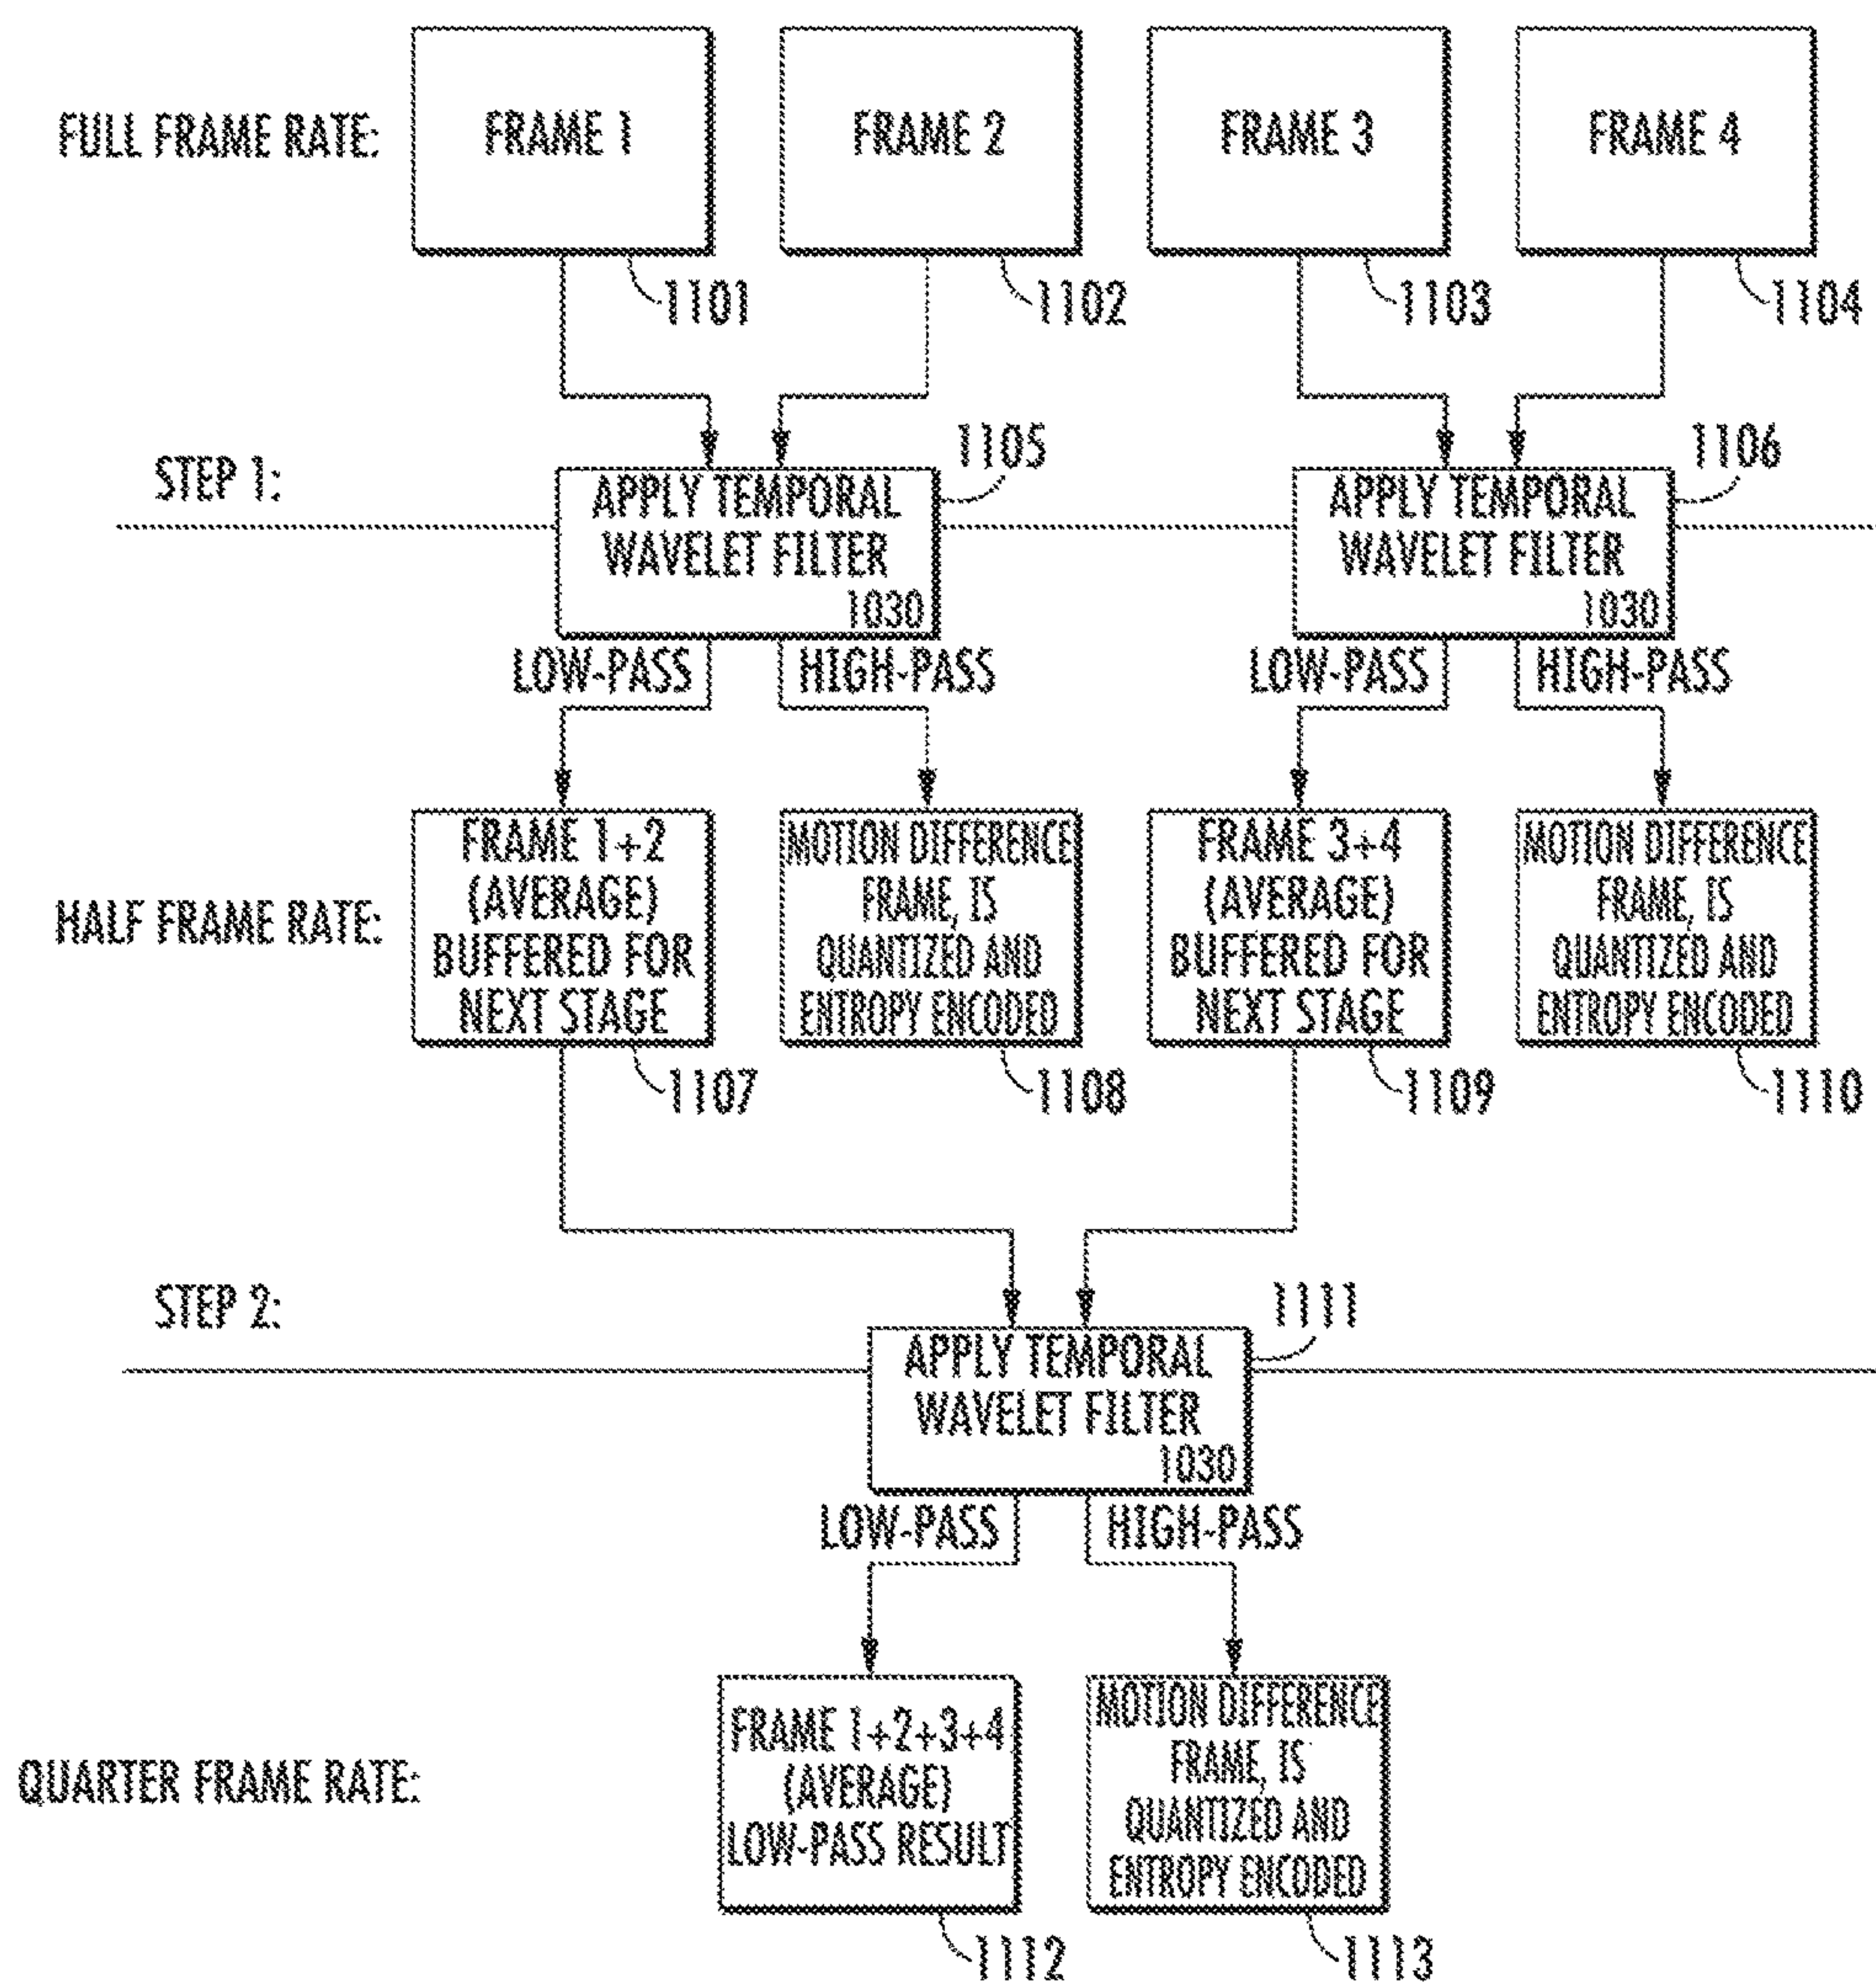 FULL FRAME RATE:
FRAME 1
FRAME 2
FRAME 3
FRAME 4
1101
1102
1103
1104
STEP 1:
APPLY TEMPORAL
WAVELET FILTER
1030
1105
APPLY TEMPORAL
WAVELET FILTER
1030
1106
LOW-PASS
HIGH-PASS
LOW-PASS
HIGH-PASS
HALF FRAME RATE:
FRAME 1+2
(AVERAGE)
BUFFERED FOR
NEXT STAGE
1107
MOTION DIFFERENCE
FRAME, IS
QUANTIZED AND
ENTROPY ENCODED
1108
FRAME 3+4
(AVERAGE)
BUFFERED FOR
NEXT STAGE
1109
MOTION DIFFERENCE
FRAME, IS
QUANTIZED AND
ENTROPY ENCODED
1110
STEP 2:
APPLY TEMPORAL
WAVELET FILTER
1030
1111
LOW-PASS
HIGH-PASS
QUARTER FRAME RATE:
FRAME 1+2+3+4
(AVERAGE)
LOW-PASS RESULT
1112
MOTION DIFFERENCE
FRAME, IS
QUANTIZED AND
ENTROPY ENCODED
1113